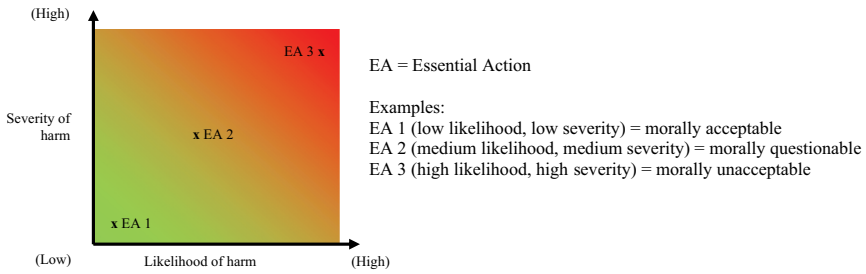 (High)
EA 3 x
EA = Essential Action
Examples:
Severity of
harm
EA 1 (low likelihood, low severity) = morally acceptable
x EA 2
EA 2 (medium likelihood, medium severity) = morally questionable
EA 3 (high likelihood, high severity) = morally unacceptable
x EA 1
(Low)
Likelihood of harm
(High)